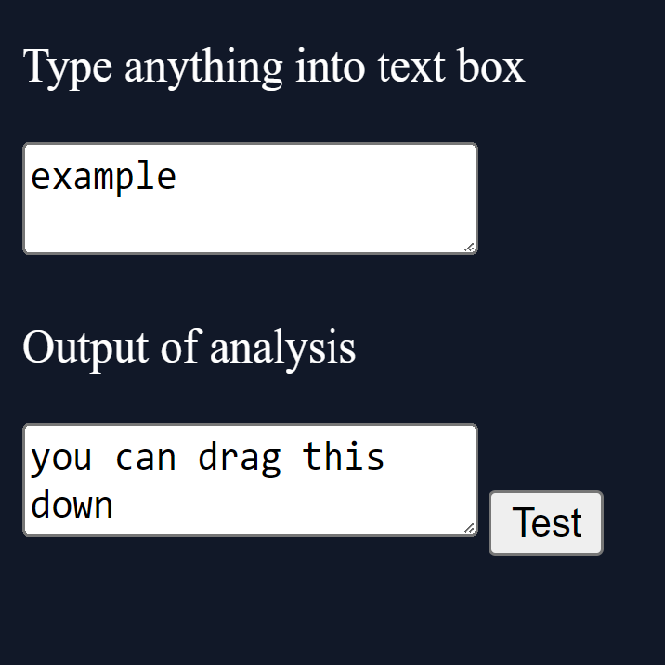 Type anything into text box
example
Output of analysis
you can drag this
down
Test